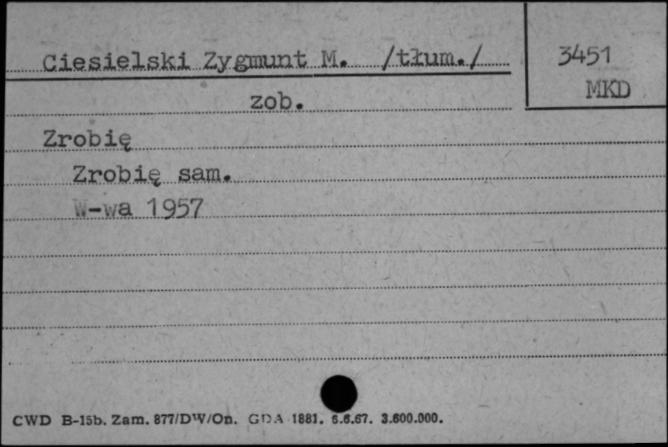 Ciesielski Zygmunt M. /tłum./
3451
MKD
zob.
Zrobię
Zrobię sam.
W-wa 1957
CWD B-15b. Zam. 877/DW/On. GDA 1881. 6.6.67. 3.600.000.